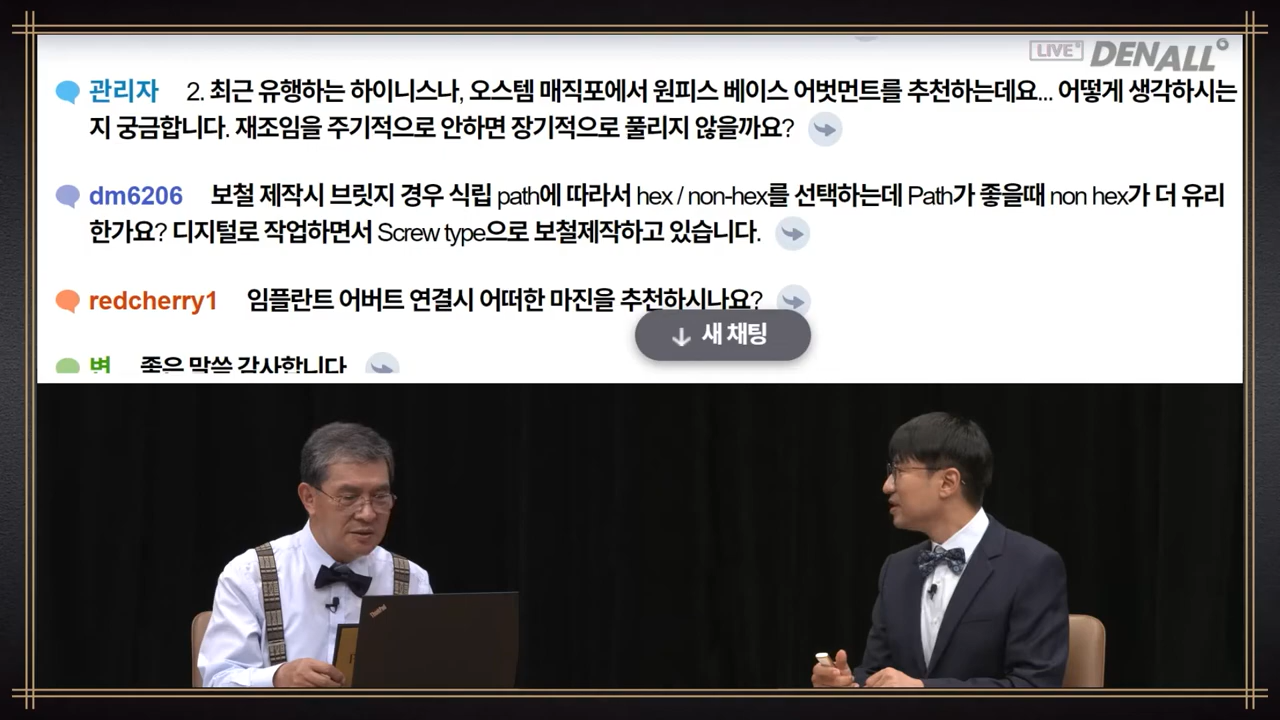 LIVE DENALL
관리자 2. 최근 유행하는 하이니스나, 오스템 매직포에서 원피스 베이스 어벗먼트를 추천하는데요... 어떻게 생각하시는
지 궁금합니다. 재조임을 주기적으로 안하면 장기적으로 풀리지 않을까요?
dm6206 보철 제작시 브릿지 경우 식립 path에 따라서 hex / non-hex를 선택하는데 Path가 좋을때 non hex가 더 유리
한가요? 디지털로 작업하면서 Screw type으로 보철제작하고 있습니다.
redcherry1 임플란트 어버트 연결시 어떠한 마진을 추천하시나요?
↓ 새 채팅
벼 좋은 말씀 감사합니다
ThinkPad